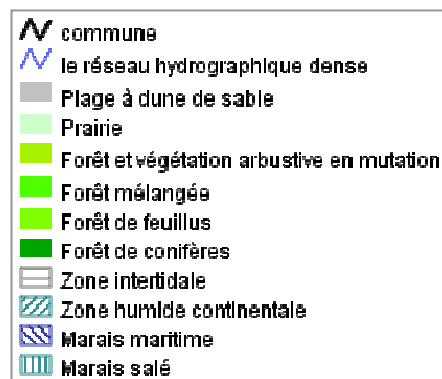 commune
le réseau hydrographique dense
Plage à dune de sable
Prairie
Forêt et végétation arbustive en mutation
Forêt mélangée
Forêt de feuillus
Forêt de conifères
Zone intertidale
Zone humide continentale
Marais maritime
Marais salé